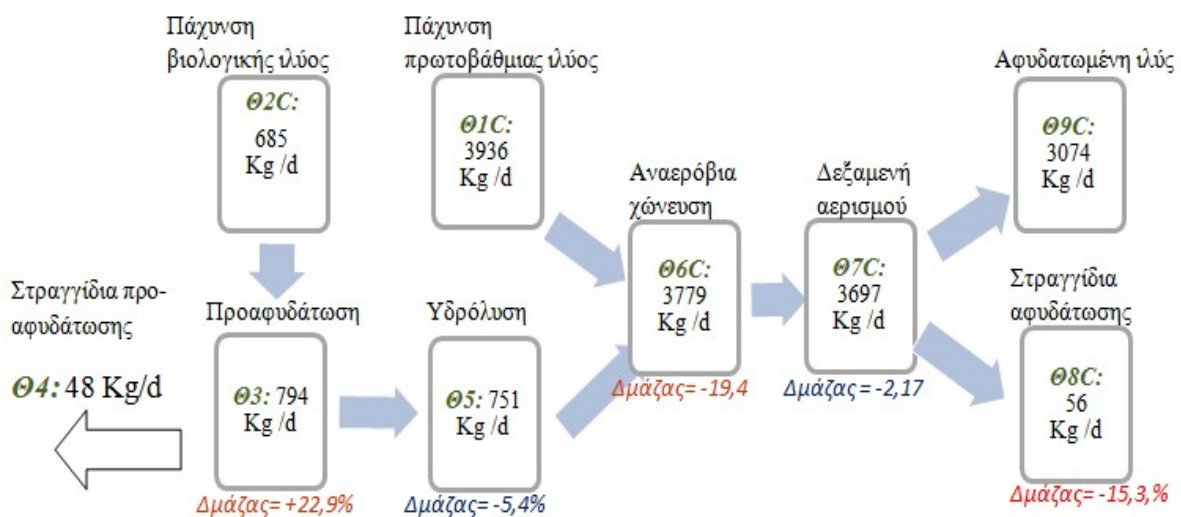 Πάχυνση
βιολογικής ιλύος
Θ2C:
685
Kg /d
Πάχυνση
πρωτοβάθμιας ιλύος
Θ1C:
3936
Kg /d
Αφυδατωμένη ιλύς
Θ9C:
3074
Kg /d
Αναερόβια
χώνευση
Θ6C:
3779
Kg /d
Δμάζας= -19,4
Δεξαμενή
αερισμού
Θ7C:
3697
Kg /d
Δμάζας = -2,17
Στραγγίδια προ-
αφυδάτωσης
Θ4: 48 Kg/d
Προαφυδάτωση
Θ3: 794
Kg /d
Δμάζας= +22,9%
Υδρόλυση
Θ5: 751
Kg /d
Δμάζας= -5,4%
Στραγγίδια
αφυδάτωσης
Θ8C:
56
Kg /d
Δμάζας= -15,3,%